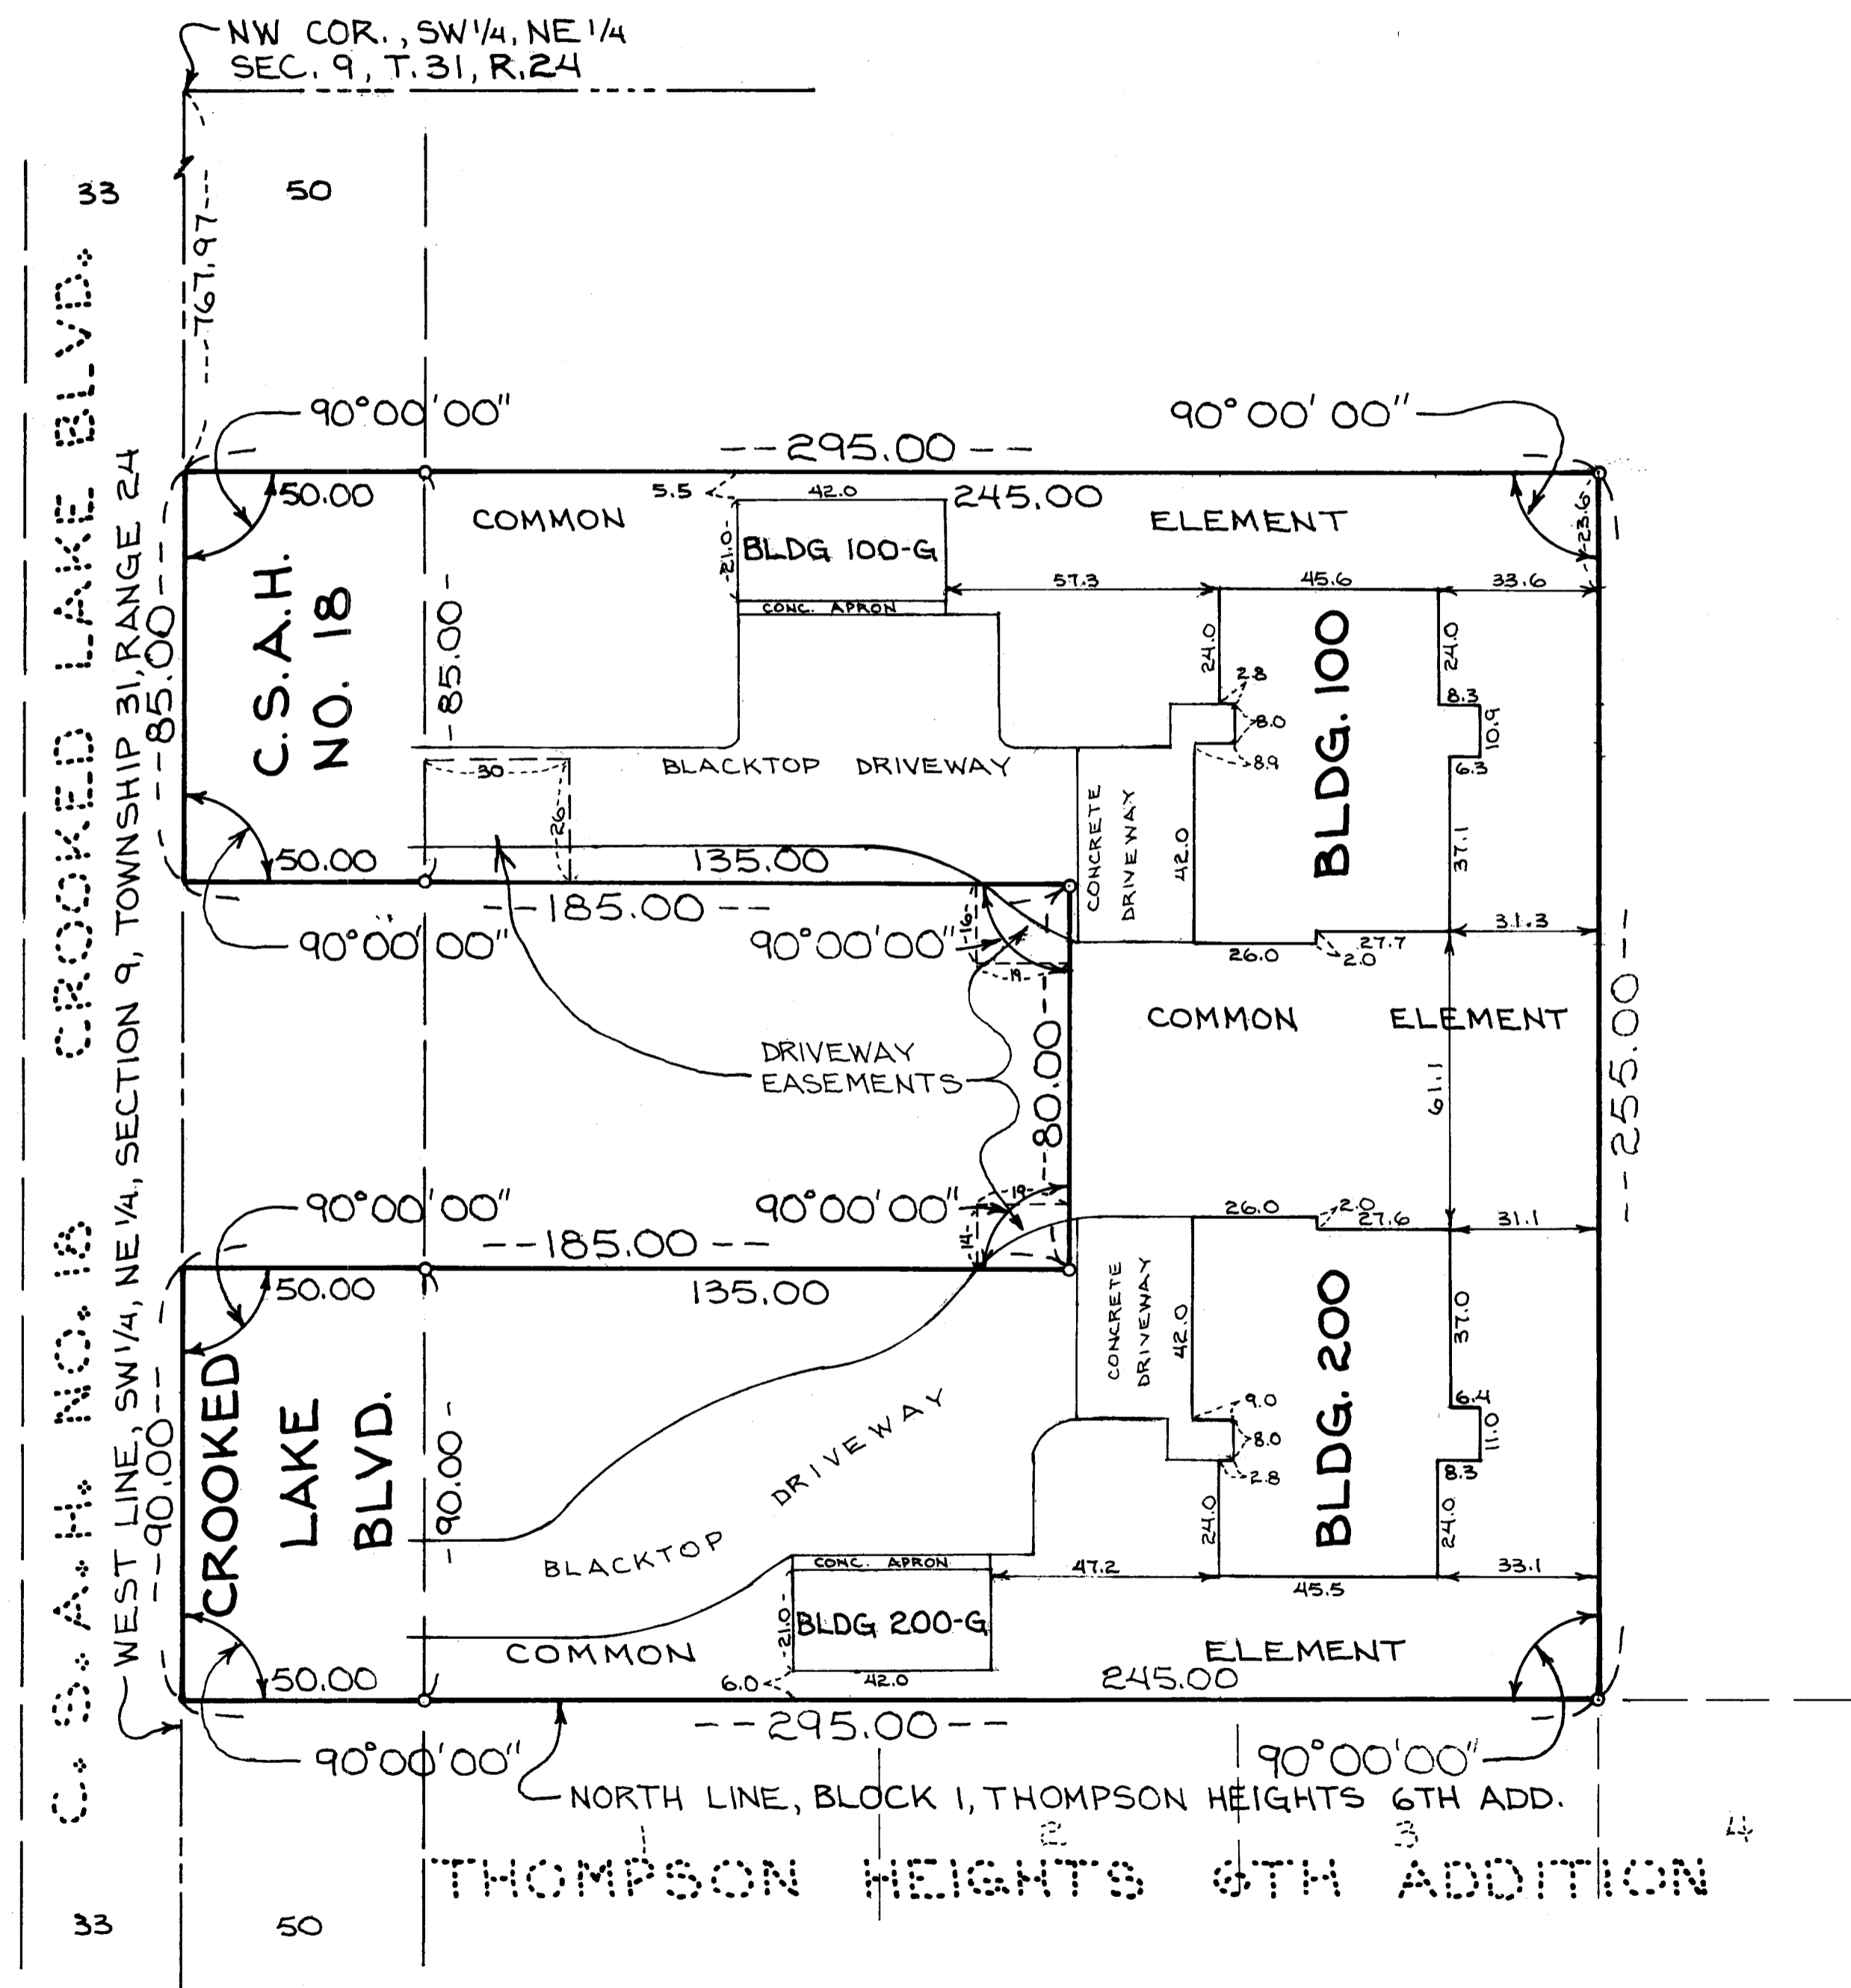 NW COR., SW 1/4, NE 1/4
SEC. 9, T. 31, R. 24
33
50
---767.97---
C. S. A. H. NO. 18 CROOKED LAKE BLVD.
WEST LINE, SW 1/4, NE 1/4, SECTION 9, TOWNSHIP 31, RANGE 24
90°00'00"
90°00'00"
--295.00--
50.00
5.5
42.0
245.00
COMMON
ELEMENT
-23.6-
-21.0-
BLDG 100-G
CONC. APRON
57.3
45.6
33.6
--85.00--
C.S.A.H.
NO. 18
-85.00-
24.0
BLDG. 100
24.0
2.8
8.3
8.0
10.9
8.9
6.3
-30-
BLACKTOP DRIVEWAY
-26-
CONCRETE
DRIVEWAY
42.0
37.1
50.00
135.00
--185.00--
90°00'00"
90°00'00"
-16-
-19-
31.3
27.7
26.0
2.0
COMMON
ELEMENT
DRIVEWAY
EASEMENTS
--80.00--
61.1
--255.00--
90°00'00"
90°00'00"
-19-
-14-
26.0
2.0
27.6
31.1
--185.00--
50.00
135.00
CONCRETE
DRIVEWAY
42.0
BLDG. 200
37.0
--90.00--
CROOKED
LAKE
BLVD.
-90.00-
9.0
6.4
8.0
11.0
2.8
8.3
24.0
24.0
BLACKTOP DRIVEWAY
CONC. APRON
47.2
45.5
33.1
-21.0-
BLDG 200-G
COMMON
ELEMENT
50.00
6.0
42.0
245.00
--295.00--
90°00'00"
90°00'00"
NORTH LINE, BLOCK 1, THOMPSON HEIGHTS 6TH ADD.
1
2
3
4
THOMPSON HEIGHTS 6TH ADDITION
33
50